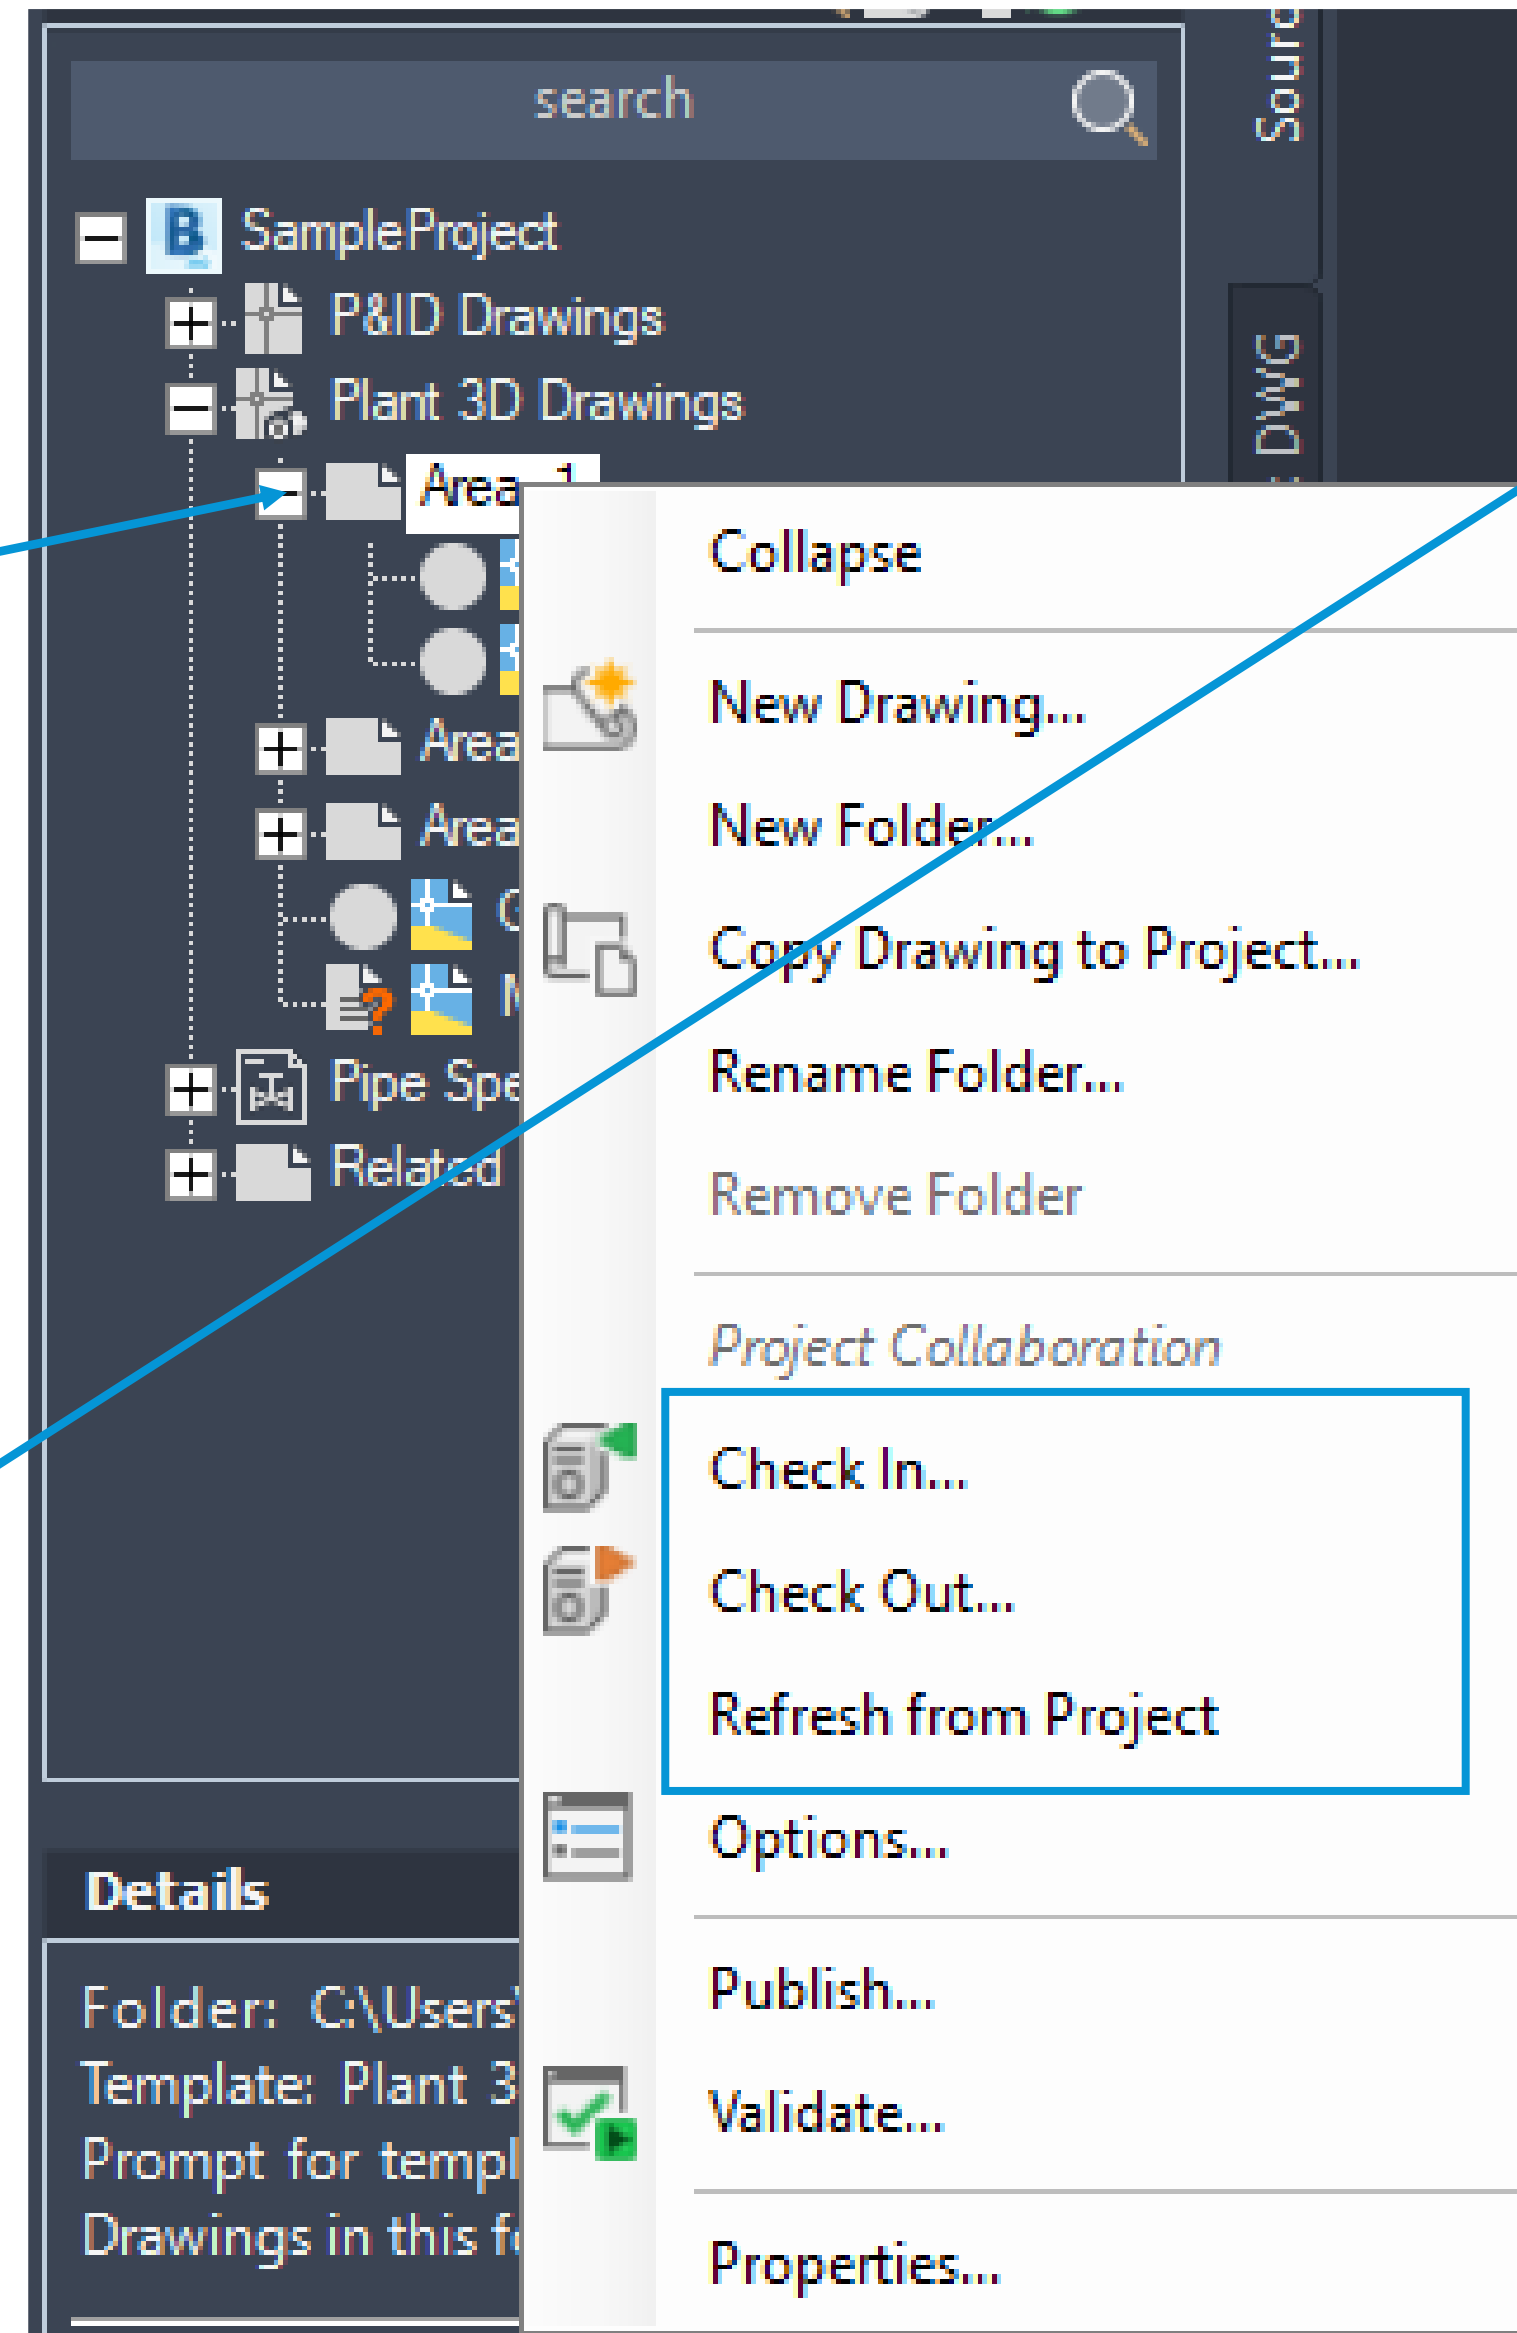 search
SampleProject
P&ID Drawings
Plant 3D Drawings
Area
Area
Area
Pipe
Related
Collapse
New Drawing...
New Folder...
Copy Drawing to Project...
Rename Folder...
Remove Folder
Project Collaboration
Check In...
Check Out...
Refresh from Project
Options...
Publish...
Validate...
Properties...
Details
Folder: C:\Users
Template: Plant 3
Prompt for templ
Drawings in this
DWG